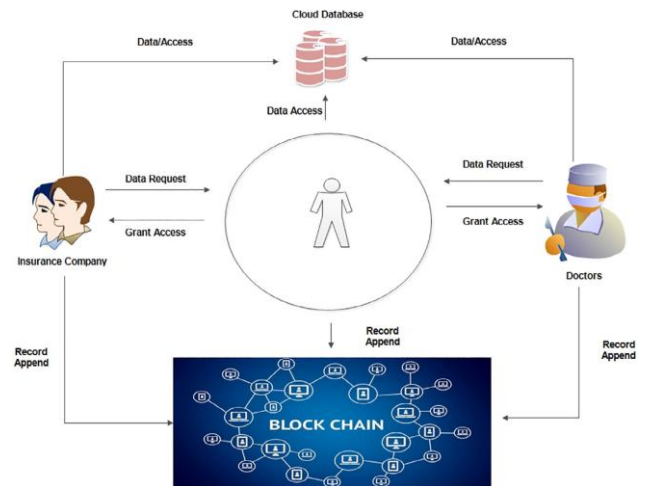 Cloud Database
Data/Access
Data/Access
Data Access
Data Request
Data Request
Grant Access
Grant Access
Insurance Company
Doctors
Record
Append
Record
Append
Record
Append
BLOCK CHAIN